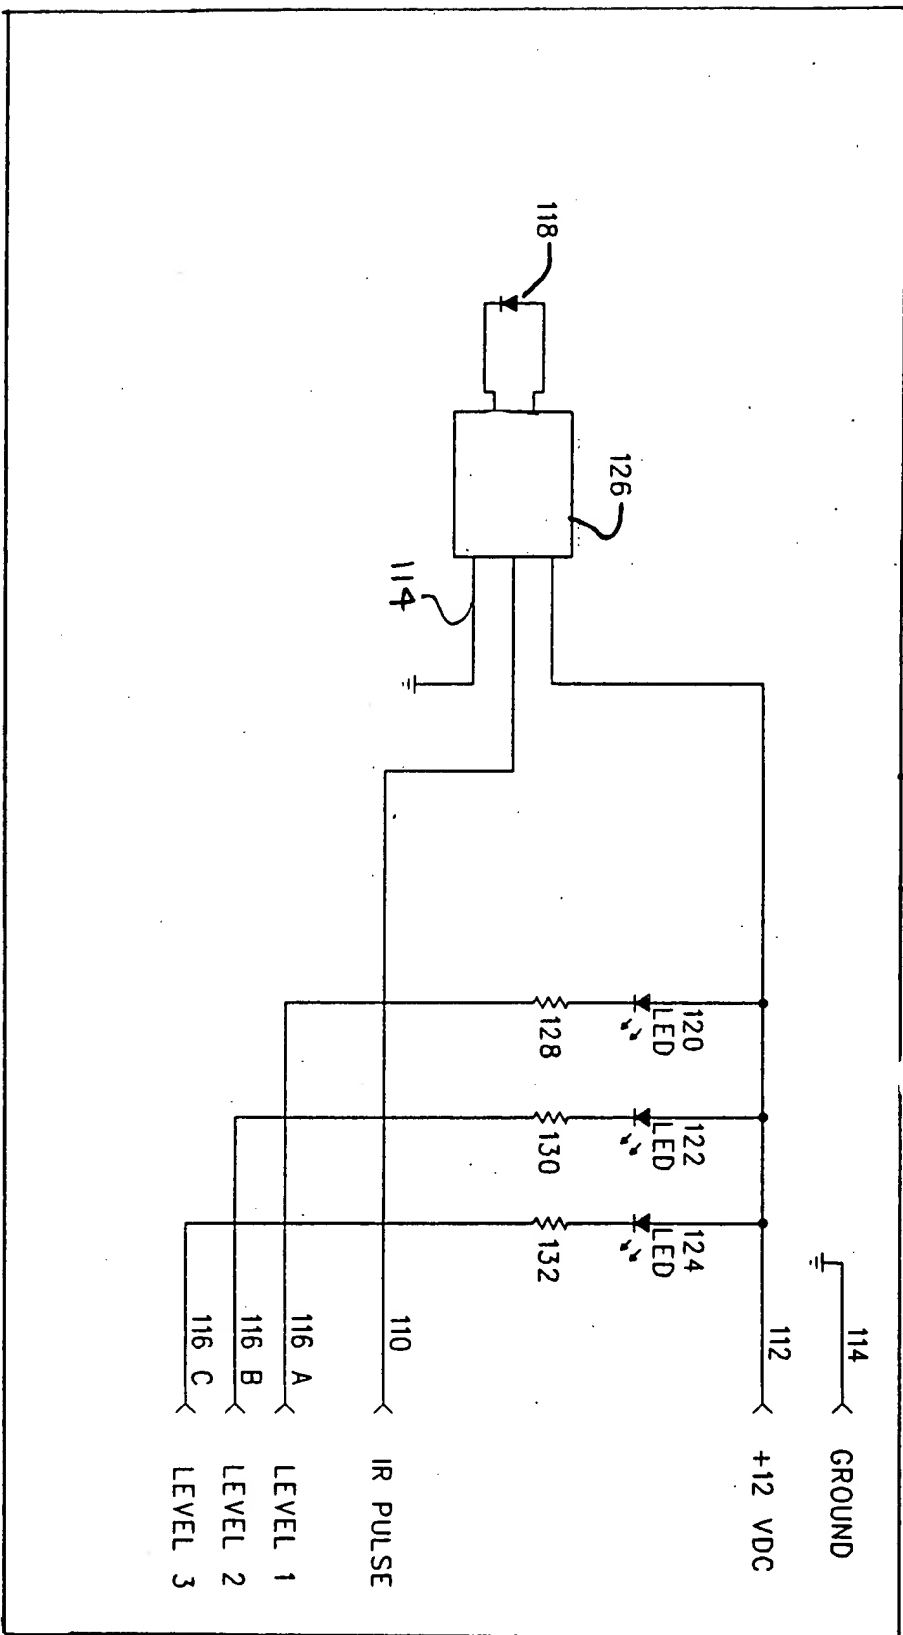 114 GROUND
112 +12 VDC
120
LED
122
LED
124
LED
128
130
132
118
126
114
110 IR PULSE
116 A LEVEL 1
116 B LEVEL 2
116 C LEVEL 3